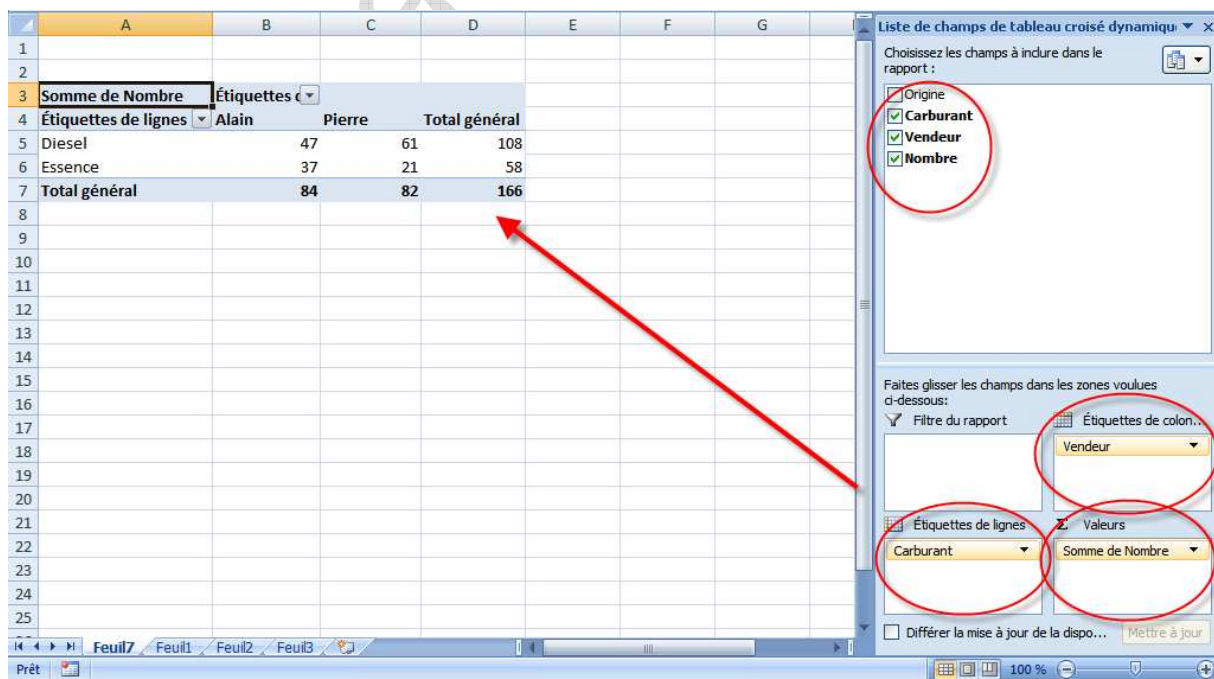 A B C D E F G
Liste de champs de tableau croisé dynamiqu
Choisissez les champs à inclure dans le
rapport :
Origine
Carburant
Vendeur
Nombre
1
2
3 Somme de Nombre Étiquettes
4 Étiquettes de lignes Alain Pierre Total général
5 Diesel 47 61 108
6 Essence 37 21 58
7 Total général 84 82 166
8
9
10
11
12
13
14
15
16
17
18
19
20
21
22
23
24
25
Faites glisser les champs dans les zones voulues
ci-dessous:
Filtre du rapport Étiquettes de colon...
Vendeur
Étiquettes de lignes Σ Valeurs
Carburant Somme de Nombre
Différer la mise à jour de la dispo... Mettre à jour
Feuil7 Feuil1 Feuil2 Feuil3
Prêt 100 %